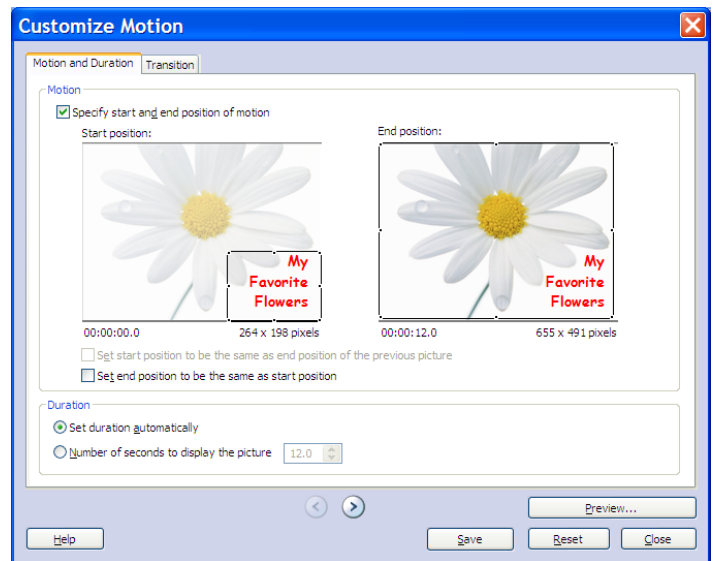 Customize Motion
Motion and Duration
Transition
Motion
Specify start and end position of motion
Start position:
End position:
My
Favorite
Flowers
My
Favorite
Flowers
00:00:00.0
264 x 198 pixels
00:00:12.0
655 x 491 pixels
Set start position to be the same as end position of the previous picture
Set end position to be the same as start position
Duration
Set duration automatically
Number of seconds to display the picture
12.0
Preview...
Help
Save
Reset
Close